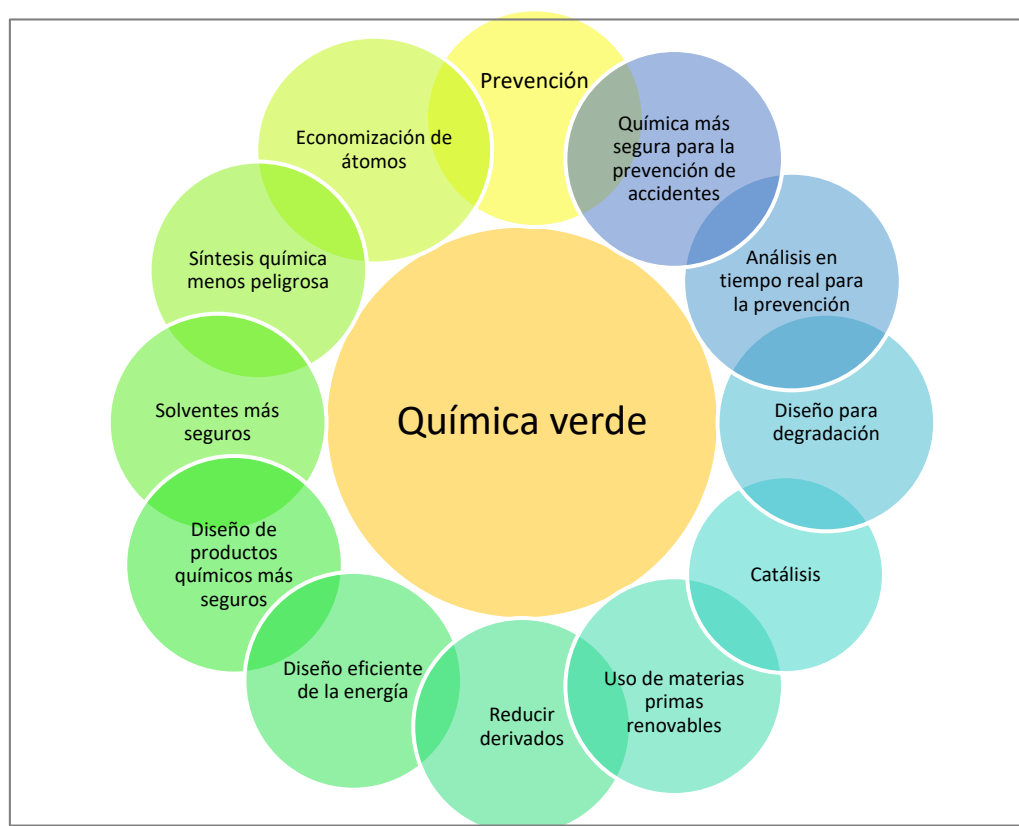 Prevención
Química más
segura para la
prevención de
accidentes
Análisis en
tiempo real para
la prevención
Diseño para
degradación
Catálisis
Uso de materias
primas
renovables
Reducir
derivados
Diseño eficiente
de la energía
Diseño de
productos
químicos más
seguros
Solventes más
seguros
Síntesis química
menos peligrosa
Economización de
átomos
Química verde